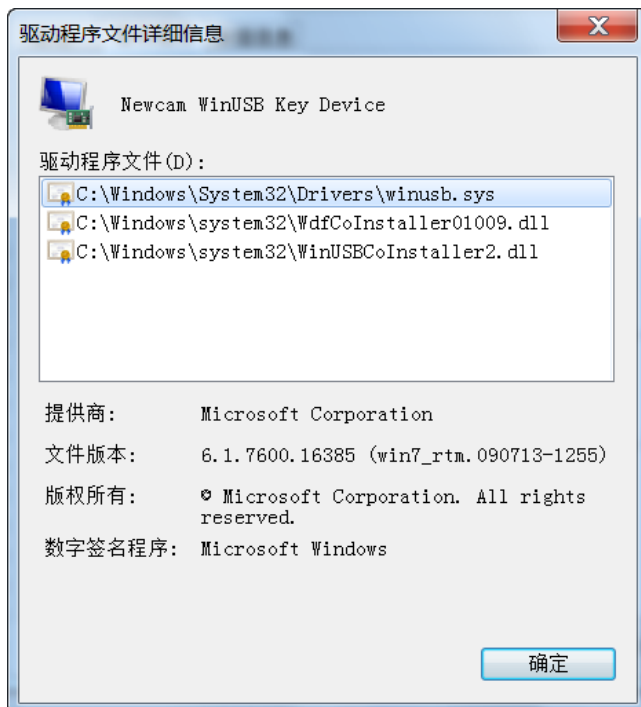 驱动程序文件详细信息
Newcam WinUSB Key Device
驱动程序文件(D):
C:\Windows\System32\Drivers\winusb.sys
C:\Windows\system32\WdfCoInstaller01009.dll
C:\Windows\system32\WinUSBCoInstaller2.dll
提供商: Microsoft Corporation
文件版本: 6.1.7600.16385 (win7_rtm.090713-1255)
版权所有: © Microsoft Corporation. All rights
reserved.
数字签名程序: Microsoft Windows
确定